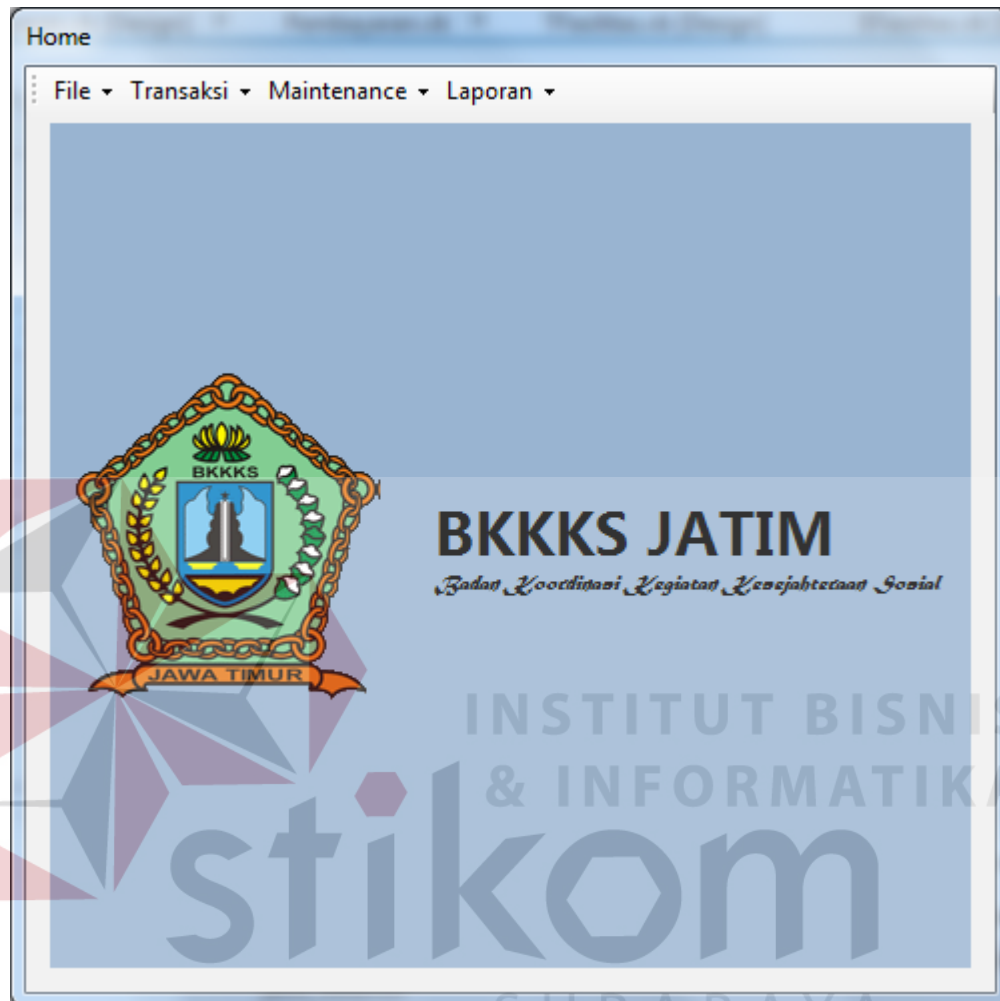 Home
File Transaksi Maintenance Laporan
BKKKS
BKKKS JATIM
Badan Koordinasi Kegiatan Kesejahteraan Sosial
JAWA TIMUR
INSTITUT BISNIS
& INFORMATIKA
stikom
SURABAYA